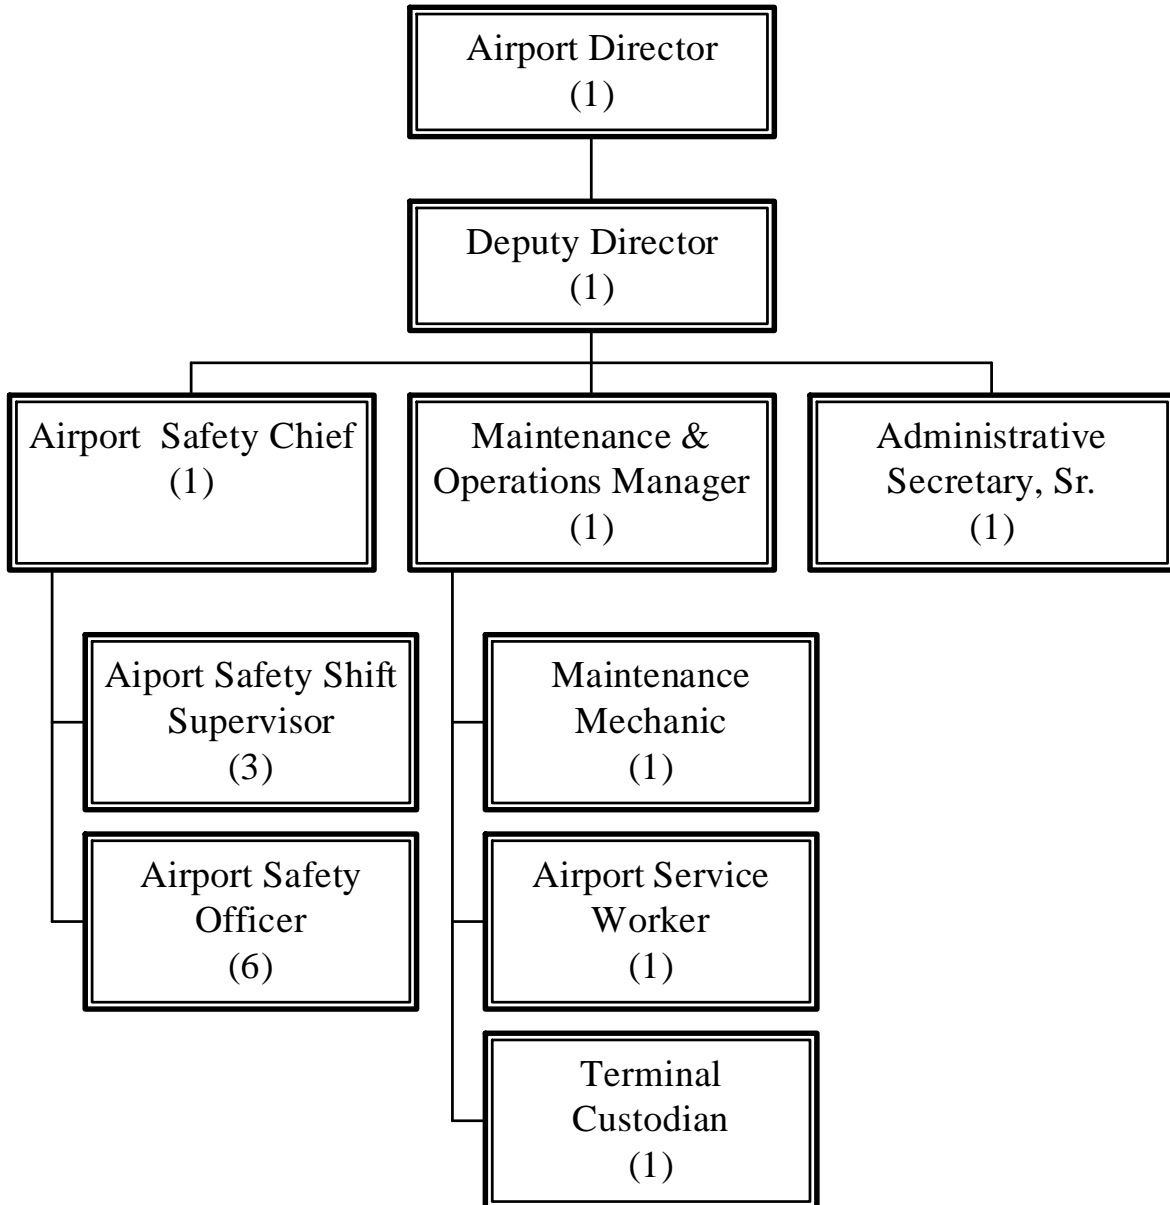 Airport Director
(1)
Deputy Director
(1)
Airport  Safety Chief
(1)
Maintenance &
Operations Manager
(1)
Administrative
Secretary, Sr.
(1)
Aiport Safety Shift
Supervisor
(3)
Airport Safety
Officer
(6)
Maintenance
Mechanic
(1)
Airport Service
Worker
(1)
Terminal
Custodian
(1)